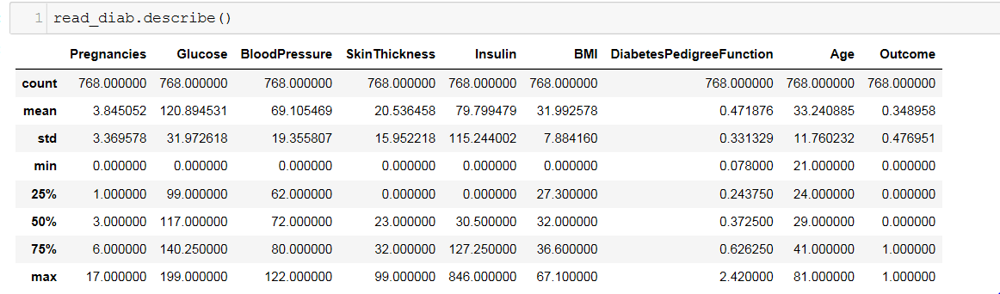 1 read_diab.describe()
Pregnancies Glucose BloodPressure SkinThickness Insulin BMI DiabetesPedigreeFunction Age Outcome
count 768.000000 768.000000 768.000000 768.000000 768.000000 768.000000 768.000000 768.000000 768.000000
mean 3.845052 120.894531 69.105469 20.536458 79.799479 31.992578 0.471876 33.240885 0.348958
std 3.369578 31.972618 19.355807 15.952218 115.244002 7.884160 0.331329 11.760232 0.476951
min 0.000000 0.000000 0.000000 0.000000 0.000000 0.000000 0.078000 21.000000 0.000000
25% 1.000000 99.000000 62.000000 0.000000 0.000000 27.300000 0.243750 24.000000 0.000000
50% 3.000000 117.000000 72.000000 23.000000 30.500000 32.000000 0.372500 29.000000 0.000000
75% 6.000000 140.250000 80.000000 32.000000 127.250000 36.600000 0.626250 41.000000 1.000000
max 17.000000 199.000000 122.000000 99.000000 846.000000 67.100000 2.420000 81.000000 1.000000